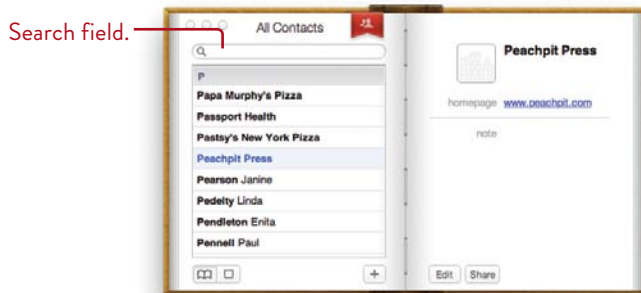 Search field.
All Contacts
P
Papa Murphy's Pizza
Passport Health
Pastsy's New York Pizza
Peachpit Press
Pearson Janine
Pedelty Linda
Pendleton Enita
Pennell Paul
+
Peachpit Press
homepage www.peachpit.com
note
Edit Share